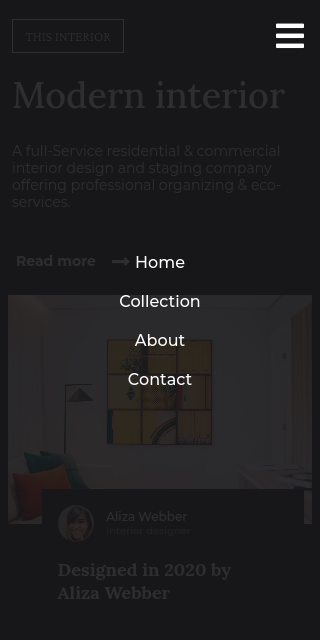 THIS INTERIOR
Modern interior
A full-Service residential & commercial
interior design and staging company
offering professional organizing & eco-
services.
Read more
Home
Collection
About
Contact
Aliza Webber
Interior designer
Designed in 2020 by
Aliza Webber